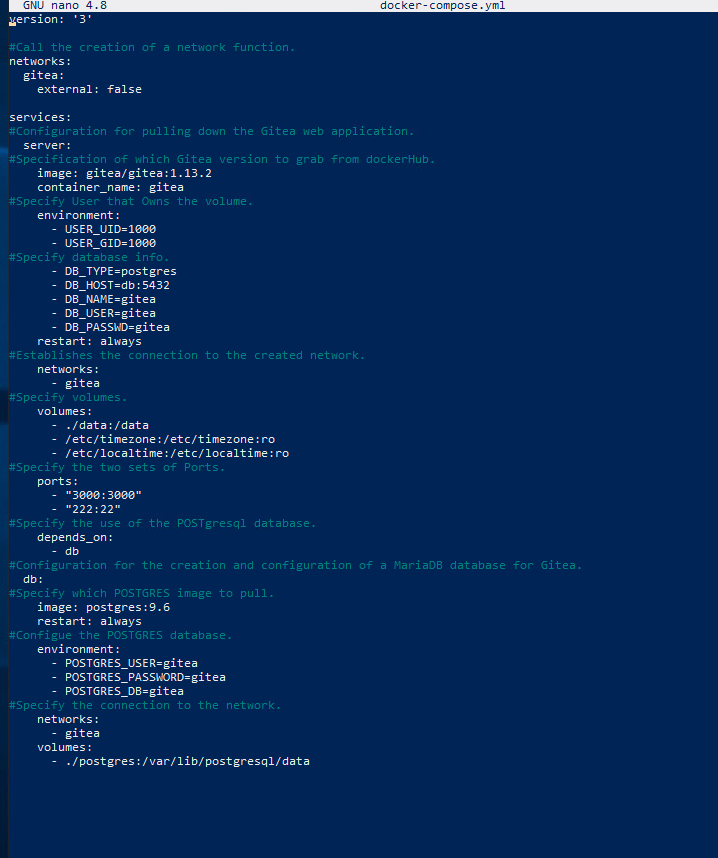 GNU nano 4.8 docker-compose.yml
version: '3'
#Call the creation of a network function.
networks:
  gitea:
    external: false
services:
#Configuration for pulling down the Gitea web application.
  server:
#Specification of which Gitea version to grab from dockerHub.
    image: gitea/gitea:1.13.2
    container_name: gitea
#Specify User that Owns the volume.
    environment:
      - USER_UID=1000
      - USER_GID=1000
#Specify database info.
      - DB_TYPE=postgres
      - DB_HOST=db:5432
      - DB_NAME=gitea
      - DB_USER=gitea
      - DB_PASSWD=gitea
    restart: always
#Establishes the connection to the created network.
    networks:
      - gitea
#Specify volumes.
    volumes:
      - ./data:/data
      - /etc/timezone:/etc/timezone:ro
      - /etc/localtime:/etc/localtime:ro
#Specify the two sets of Ports.
    ports:
      - "3000:3000"
      - "222:22"
#Specify the use of the POSTgresql database.
    depends_on:
      - db
#Configuration for the creation and configuration of a MariaDB database for Gitea.
  db:
#Specify which POSTGRES image to pull.
    image: postgres:9.6
    restart: always
#Configue the POSTGRES database.
    environment:
      - POSTGRES_USER=gitea
      - POSTGRES_PASSWORD=gitea
      - POSTGRES_DB=gitea
#Specify the connection to the network.
    networks:
      - gitea
    volumes:
      - ./postgres:/var/lib/postgresql/data